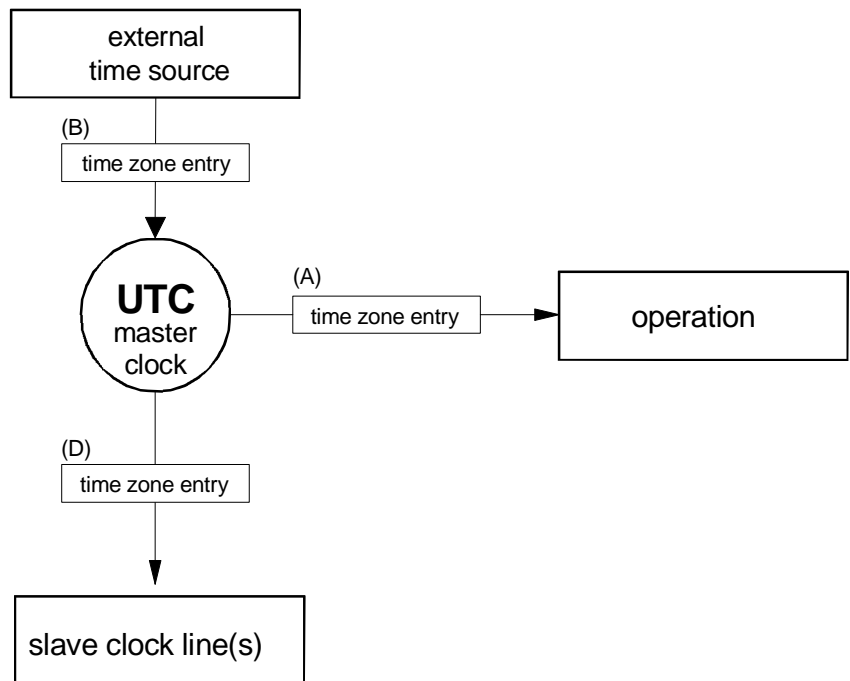 external
time source
(B)
time zone entry
UTC
master
clock
(A)
time zone entry
operation
(D)
time zone entry
slave clock line(s)